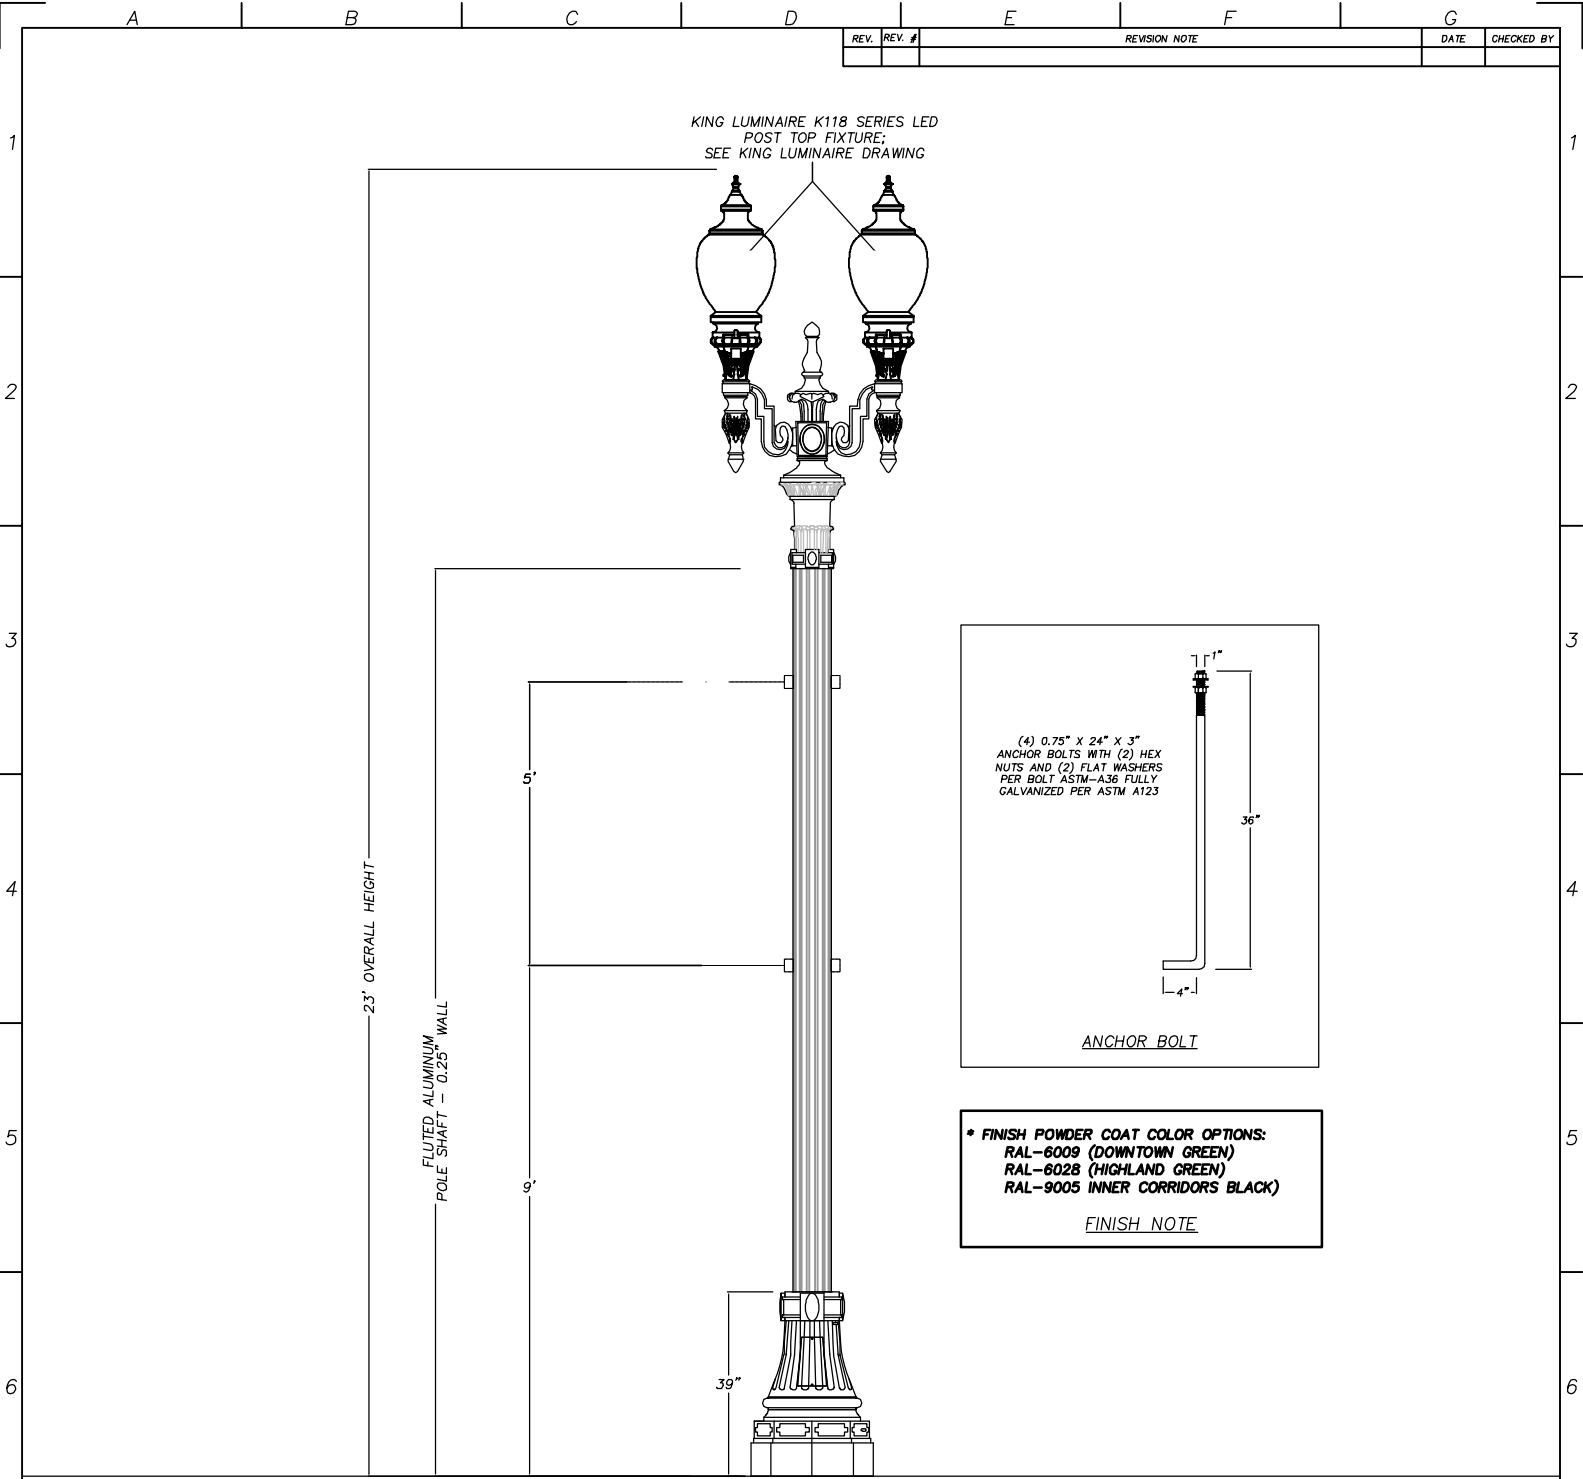 A B C D E F G
REV. REV. # REVISION NOTE DATE CHECKED BY
KING LUMINAIRE K118 SERIES LED
POST TOP FIXTURE;
SEE KING LUMINAIRE DRAWING
1 1
2 2
3 3
1"
(4) 0.75" X 24" X 3"
ANCHOR BOLTS WITH (2) HEX
NUTS AND (2) FLAT WASHERS
PER BOLT ASTM-A36 FULLY
GALVANIZED PER ASTM A123
5'
36"
4 4
23' OVERALL HEIGHT
4"
ANCHOR BOLT
FLUTED ALUMINUM
POLE SHAFT - 0.25" WALL
5 5
* FINISH POWDER COAT COLOR OPTIONS:
RAL-6009 (DOWNTOWN GREEN)
RAL-6028 (HIGHLAND GREEN)
RAL-9005 INNER CORRIDORS BLACK)
FINISH NOTE
9'
39"
6 6